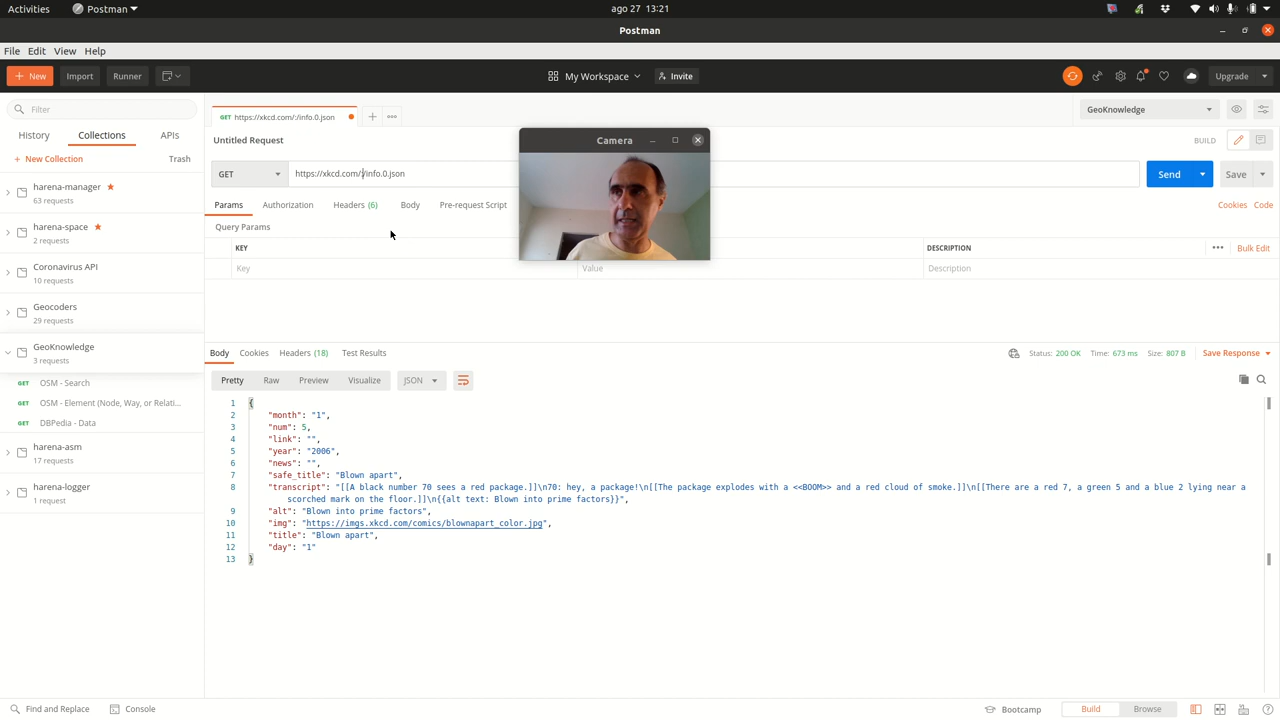 Activities
Postman
ago 27 13:21
Postman
File Edit View Help
New
Import
Runner
My Workspace
Invite
Upgrade
Filter
History
Collections
APIs
+ New Collection
Trash
harena-manager
63 requests
harena-space
2 requests
Coronavirus API
10 requests
Geocoders
29 requests
GeoKnowledge
3 requests
GET OSM - Search
GET OSM - Element (Node, Way, or Relati...
GET DBPedia - Data
harena-asm
17 requests
harena-logger
1 request
GET https://xkcd.com/:/info.0.json
GeoKnowledge
Untitled Request
BUILD
Camera
GET
https://xkcd.com/:/info.0.json
Send
Save
Params
Authorization
Headers (6)
Body
Pre-request Script
Cookies
Code
Query Params
KEY
DESCRIPTION
Bulk Edit
Key
Value
Description
Body
Cookies
Headers (18)
Test Results
Status: 200 OK
Time: 673 ms
Size: 807 B
Save Response
Pretty
Raw
Preview
Visualize
JSON
1 {
2 "month": "1",
3 "num": 5,
4 "link": "",
5 "year": "2006",
6 "news": "",
7 "safe_title": "Blown apart",
8 "transcript": "[[A black number 70 sees a red package.]]\n70: hey, a package!\n[[The package explodes with a <<BOOM>> and a red cloud of smoke.]]\n[[There are a red 7, a green 5 and a blue 2 lying near a
scorched mark on the floor.]]\n{{alt text: Blown into prime factors}}",
9 "alt": "Blown into prime factors",
10 "img": "https://imgs.xkcd.com/comics/blownapart_color.jpg",
11 "title": "Blown apart",
12 "day": "1"
13 }
Find and Replace
Console
Bootcamp
Build
Browse